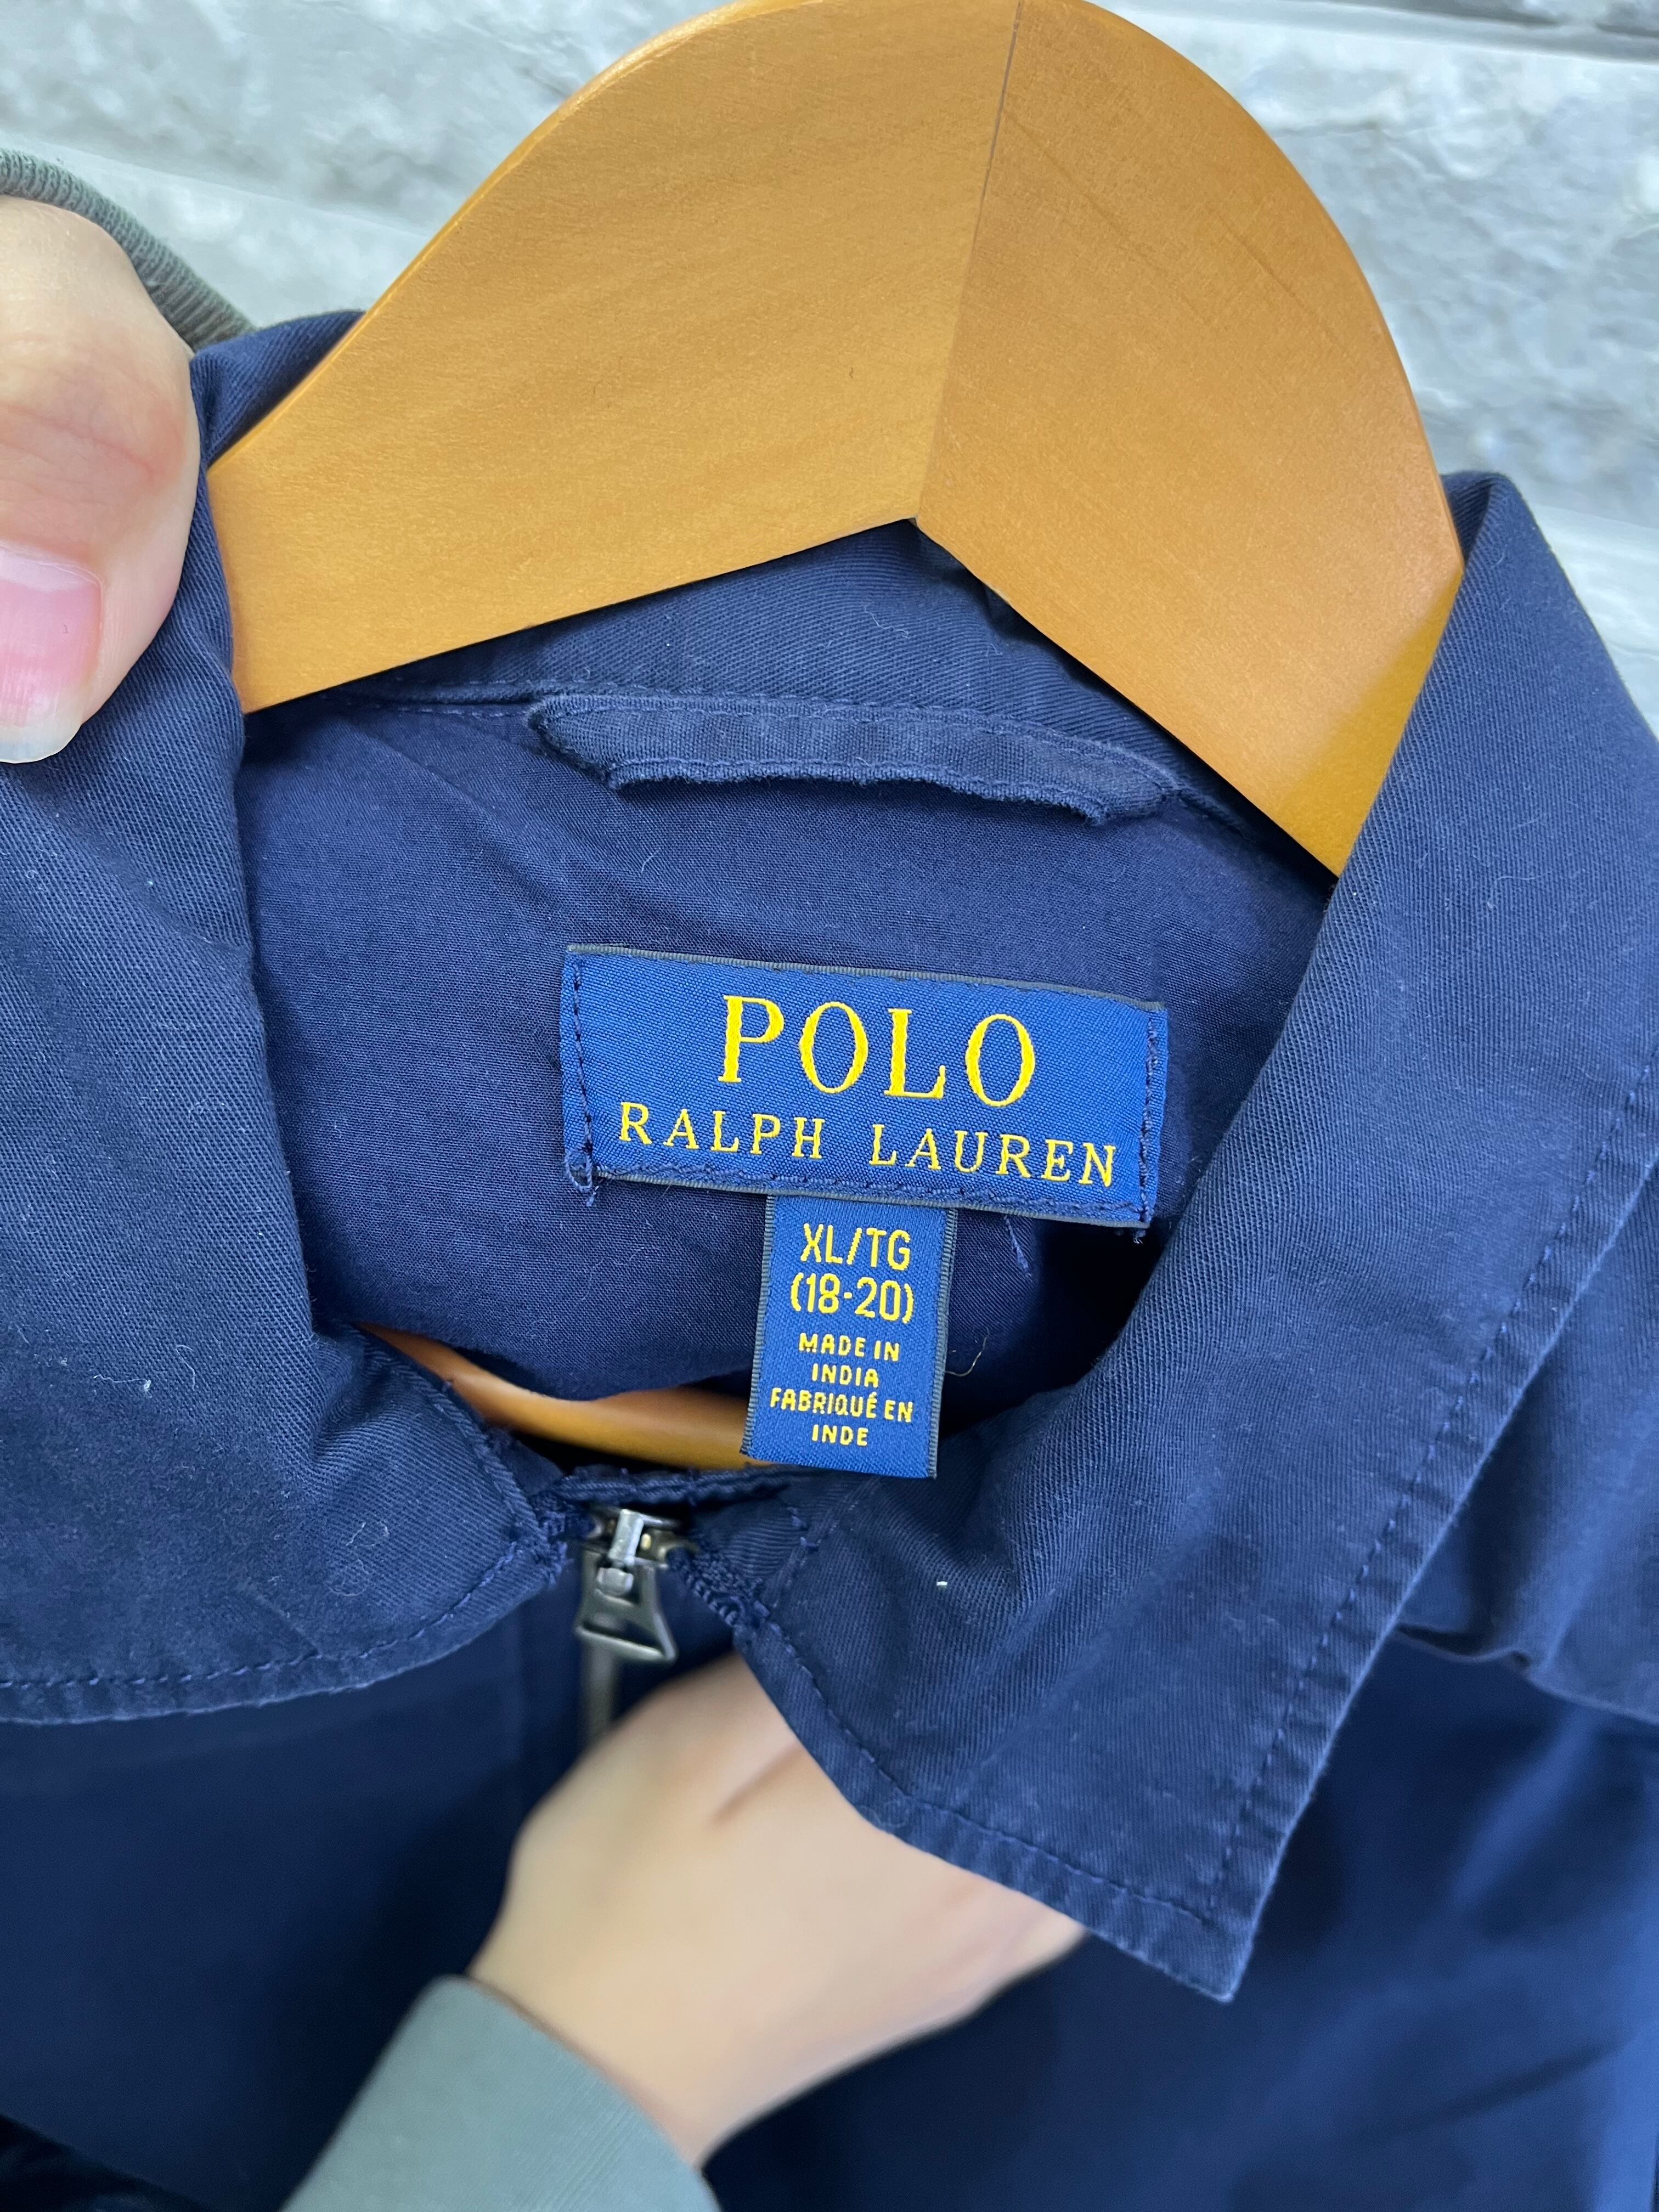 POLO
RALPH LAUREN
XL/TG
(18-20)
MADE IN
INDIA
FABRIQUÉ EN
INDE